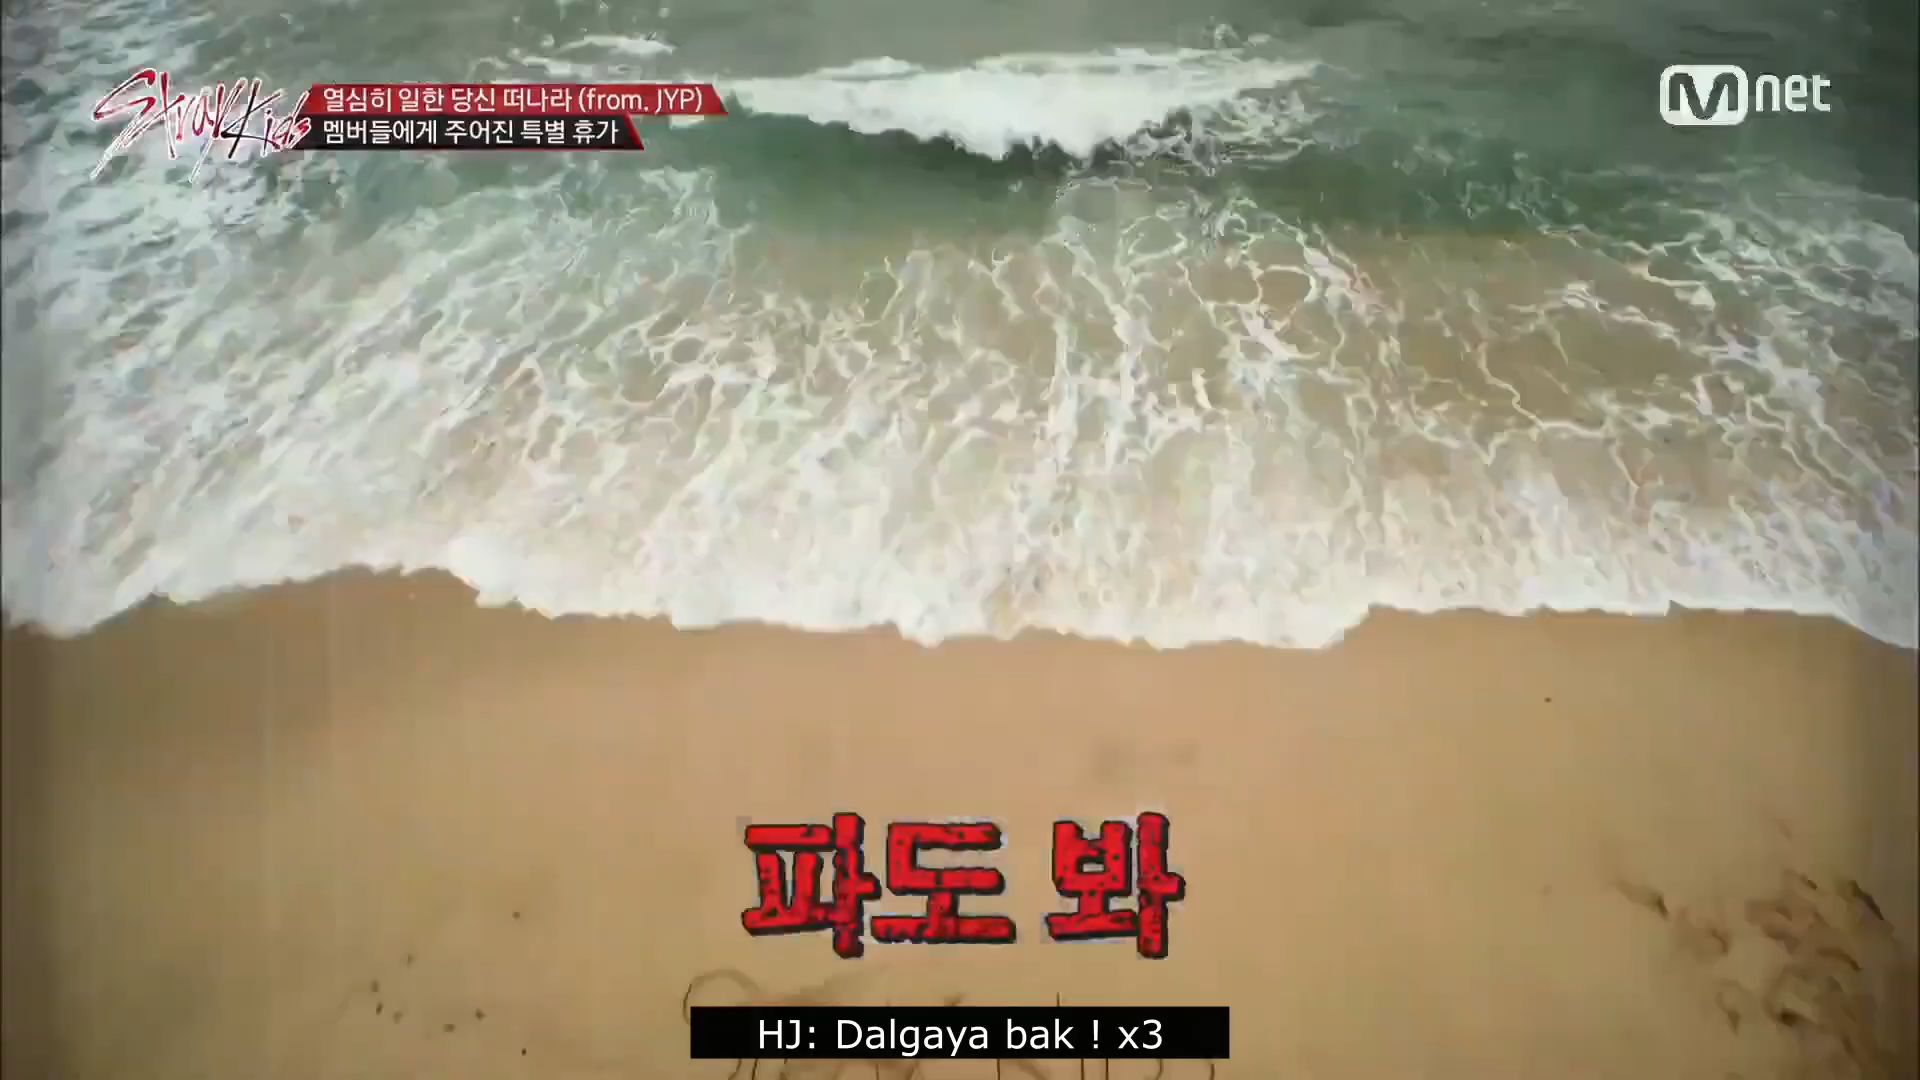 Stray Kids
열심히 일한 당신 떠나라 (from. JYP)
멤버들에게 주어진 특별 휴가
Mnet
파도 봐
HJ: Dalgaya bak ! x3